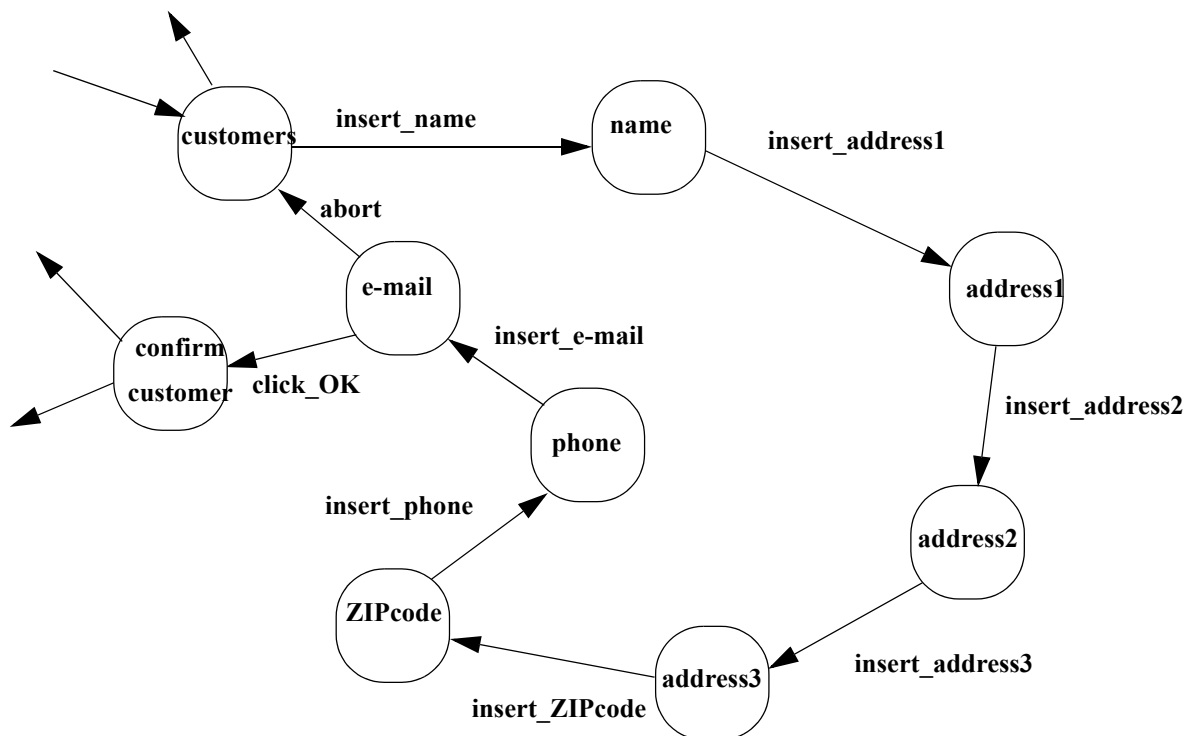 customers
insert_name
name
insert_address1
abort
e-mail
address1
insert_e-mail
confirm
customer
click_OK
insert_address2
phone
insert_phone
address2
ZIPcode
insert_address3
address3
insert_ZIPcode